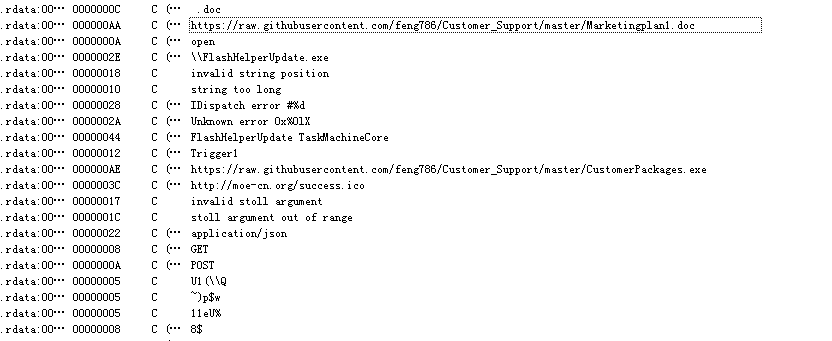 .rdata:00… 0000000C C (… _.doc
.rdata:00… 000000AA C (… https://raw.githubusercontent.com/feng786/Customer_Support/master/Marketingplan1.doc
.rdata:00… 0000000A C (… open
.rdata:00… 0000002E C (… \\FlashHelperUpdate.exe
.rdata:00… 00000018 C invalid string position
.rdata:00… 00000010 C string too long
.rdata:00… 00000028 C (… IDispatch error #%d
.rdata:00… 0000002A C (… Unknown error 0x%0lX
.rdata:00… 00000044 C (… FlashHelperUpdate TaskMachineCore
.rdata:00… 00000012 C (… Trigger1
.rdata:00… 000000AE C (… https://raw.githubusercontent.com/feng786/Customer_Support/master/CustomerPackages.exe
.rdata:00… 0000003C C (… http://moe-cn.org/success.ico
.rdata:00… 00000017 C invalid stoll argument
.rdata:00… 0000001C C stoll argument out of range
.rdata:00… 00000022 C (… application/json
.rdata:00… 00000008 C (… GET
.rdata:00… 0000000A C (… POST
.rdata:00… 00000005 C U1(\\Q
.rdata:00… 00000005 C ~)p$w
.rdata:00… 00000005 C 11eU%
.rdata:00… 00000008 C (… 8$